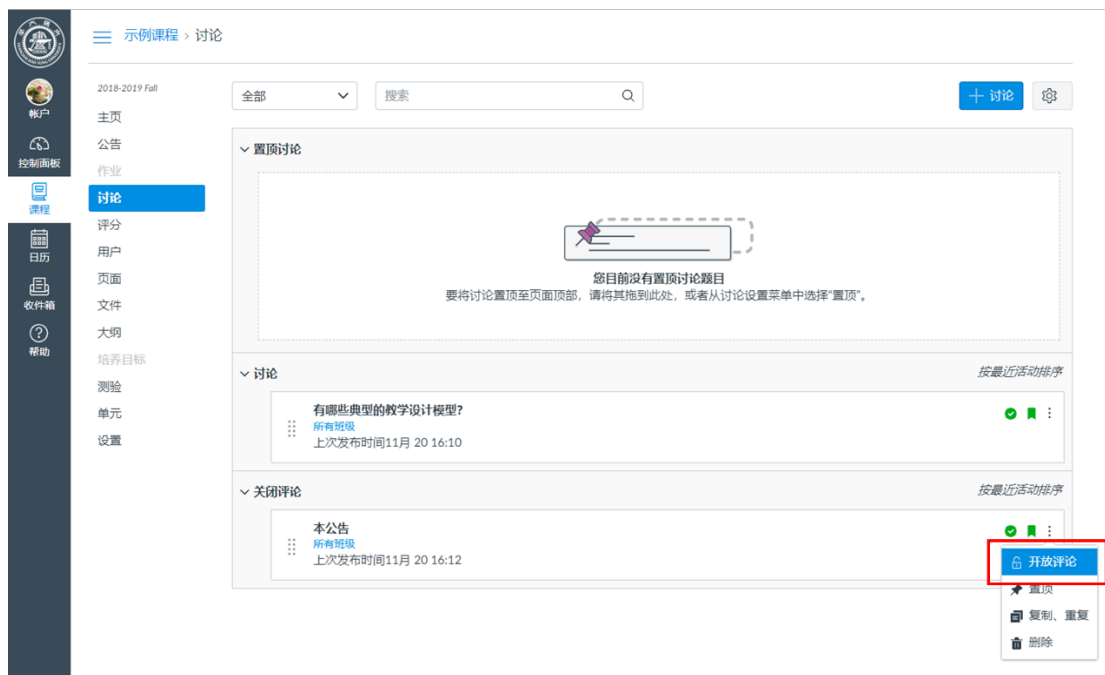 示例课程 › 讨论
帐户
控制面板
课程
日历
收件箱
帮助
2018-2019 Fall
主页
公告
作业
讨论
评分
用户
页面
文件
大纲
培养目标
测验
单元
设置
全部
搜索
讨论
置顶讨论
您目前没有置顶讨论题目
要将讨论置顶至页面顶部，请将其拖到此处，或者从讨论设置菜单中选择“置顶”。
讨论
按最近活动排序
有哪些典型的教学设计模型?
所有班级
上次发布时间11月 20 16:10
关闭评论
按最近活动排序
本公告
所有班级
上次发布时间11月 20 16:12
开放评论
置顶
复制、重复
删除